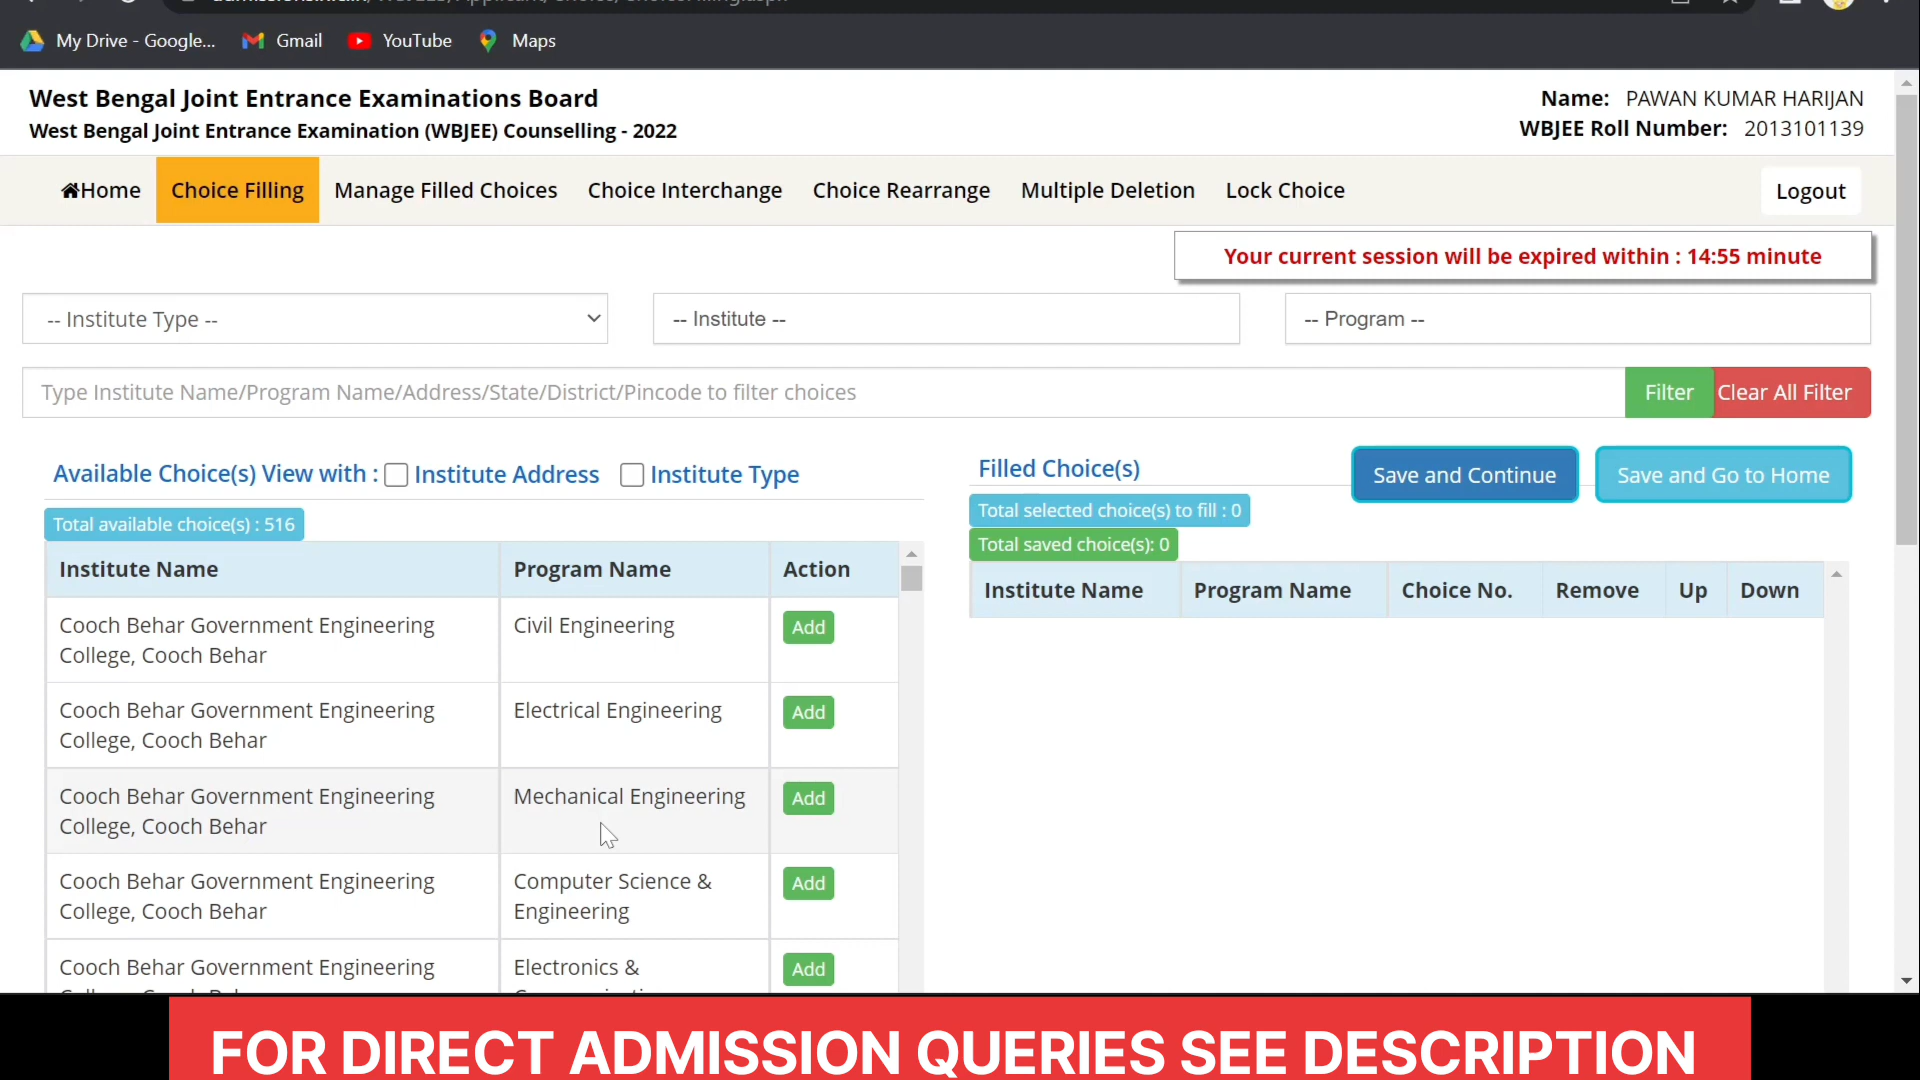 My Drive - Google...
Gmail
YouTube
Maps
West Bengal Joint Entrance Examinations Board
West Bengal Joint Entrance Examination (WBJEE) Counselling - 2022
Name: PAWAN KUMAR HARIJAN
WBJEE Roll Number: 2013101139
Home
Choice Filling
Manage Filled Choices
Choice Interchange
Choice Rearrange
Multiple Deletion
Lock Choice
Logout
Your current session will be expired within : 14:55 minute
-- Institute Type --
-- Institute --
-- Program --
Type Institute Name/Program Name/Address/State/District/Pincode to filter choices
Filter
Clear All Filter
Available Choice(s) View with : Institute Address Institute Type
Total available choice(s) : 516
Institute Name Program Name Action
Cooch Behar Government Engineering
College, Cooch Behar
Civil Engineering
Add
Cooch Behar Government Engineering
College, Cooch Behar
Electrical Engineering
Add
Cooch Behar Government Engineering
College, Cooch Behar
Mechanical Engineering
Add
Cooch Behar Government Engineering
College, Cooch Behar
Computer Science &
Engineering
Add
Cooch Behar Government Engineering
Electronics &
Add
Filled Choice(s)
Save and Continue
Save and Go to Home
Total selected choice(s) to fill : 0
Total saved choice(s): 0
Institute Name Program Name Choice No. Remove Up Down
FOR DIRECT ADMISSION QUERIES SEE DESCRIPTION